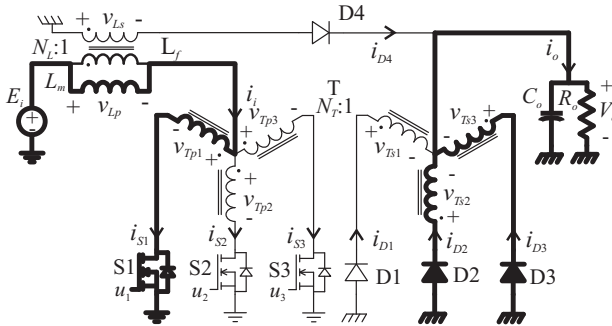 + v_Ls - D4
N_L:1 L_f i_D4 i_o
L_m
+ v_Lp -
E_i + -
i_i T
N_T:1
C_o R_o + V -
- v_Tp1 + v_Tp3 + -
- v_Ts1 + v_Ts3 + -
+ v_Tp2 -
- v_Ts2 +
i_S1 i_S2 i_S3 i_D1 i_D2 i_D3
S1 S2 S3 D1 D2 D3
u_1 u_2 u_3